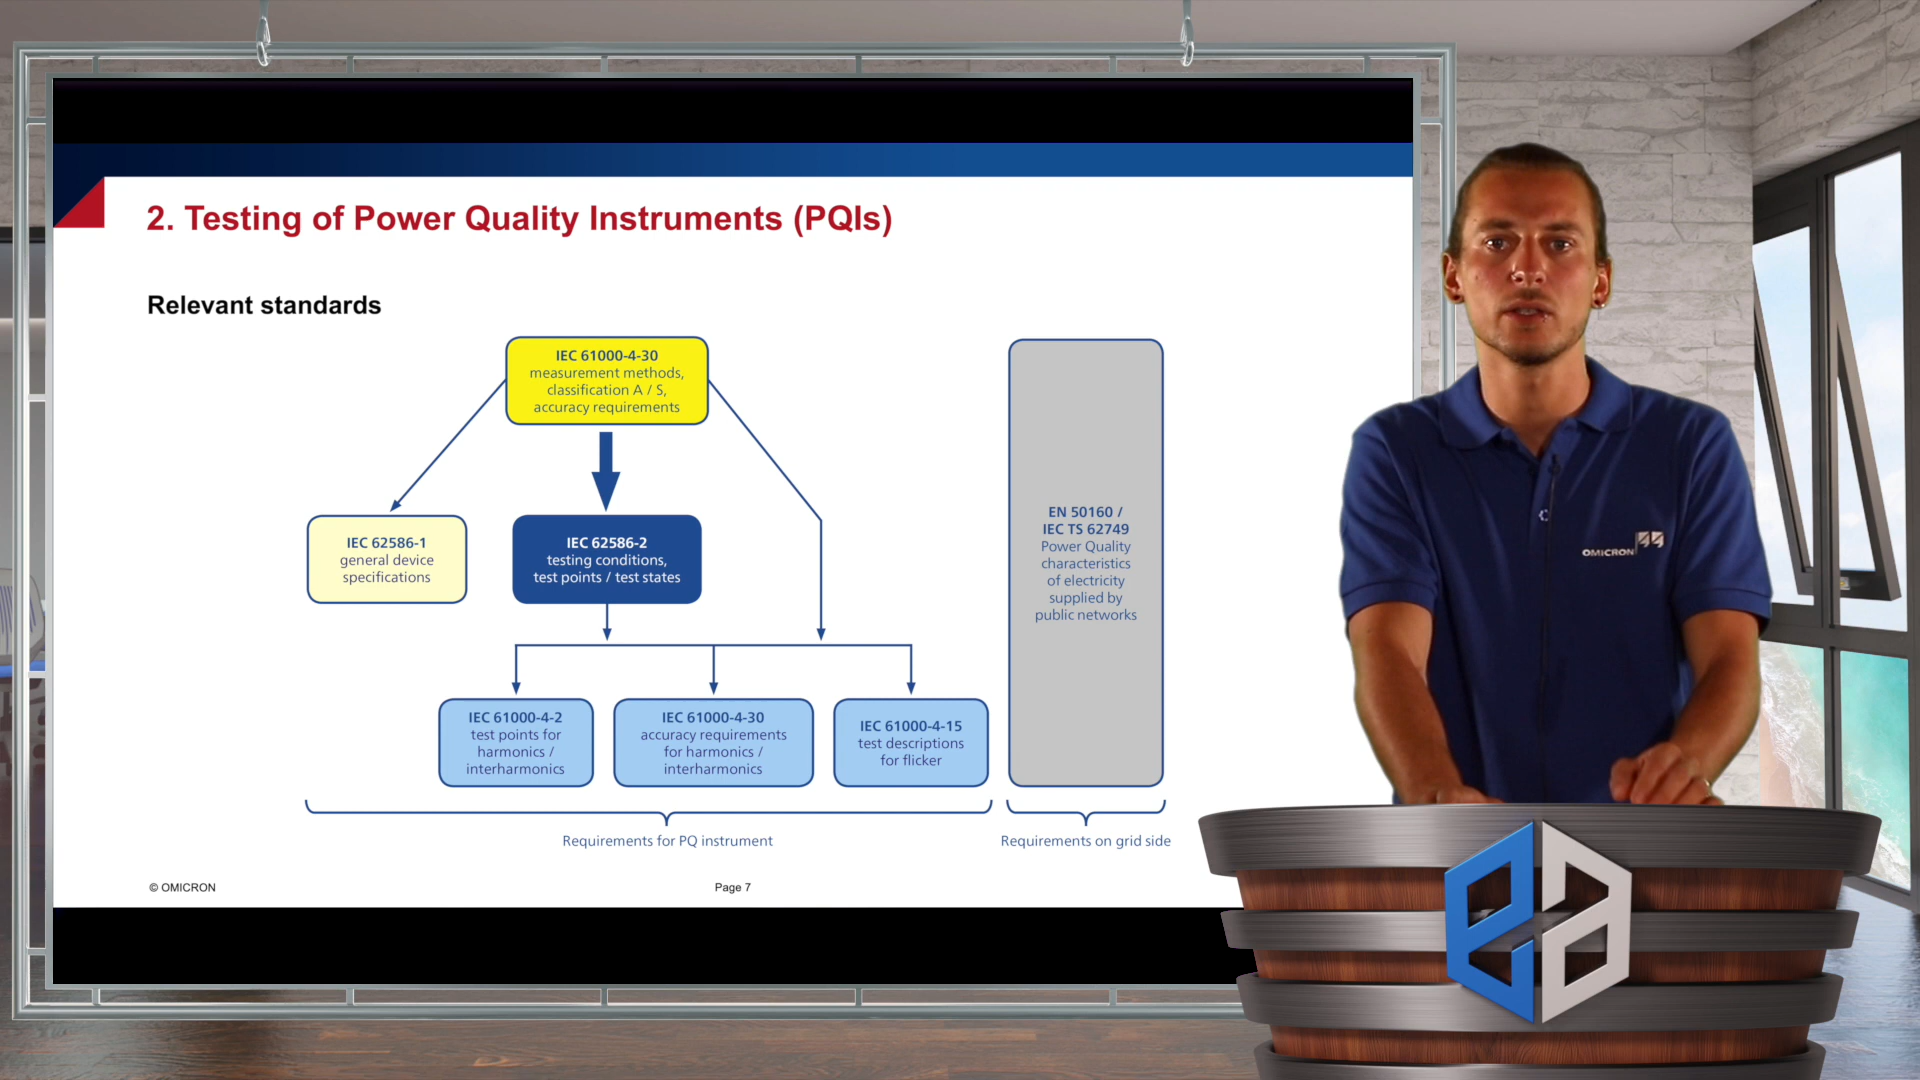 2. Testing of Power Quality Instruments (PQIs)
Relevant standards
IEC 61000-4-30
measurement methods,
classification A / S,
accuracy requirements
IEC 62586-1
general device
specifications
IEC 62586-2
testing conditions,
test points / test states
IEC 61000-4-2
test points for
harmonics /
interharmonics
IEC 61000-4-30
accuracy requirements
for harmonics /
interharmonics
IEC 61000-4-15
test descriptions
for flicker
EN 50160 /
IEC TS 62749
Power Quality
characteristics
of electricity
supplied by
public networks
Requirements for PQ instrument
Requirements on grid side
© OMICRON
Page 7
OMICRON
ea